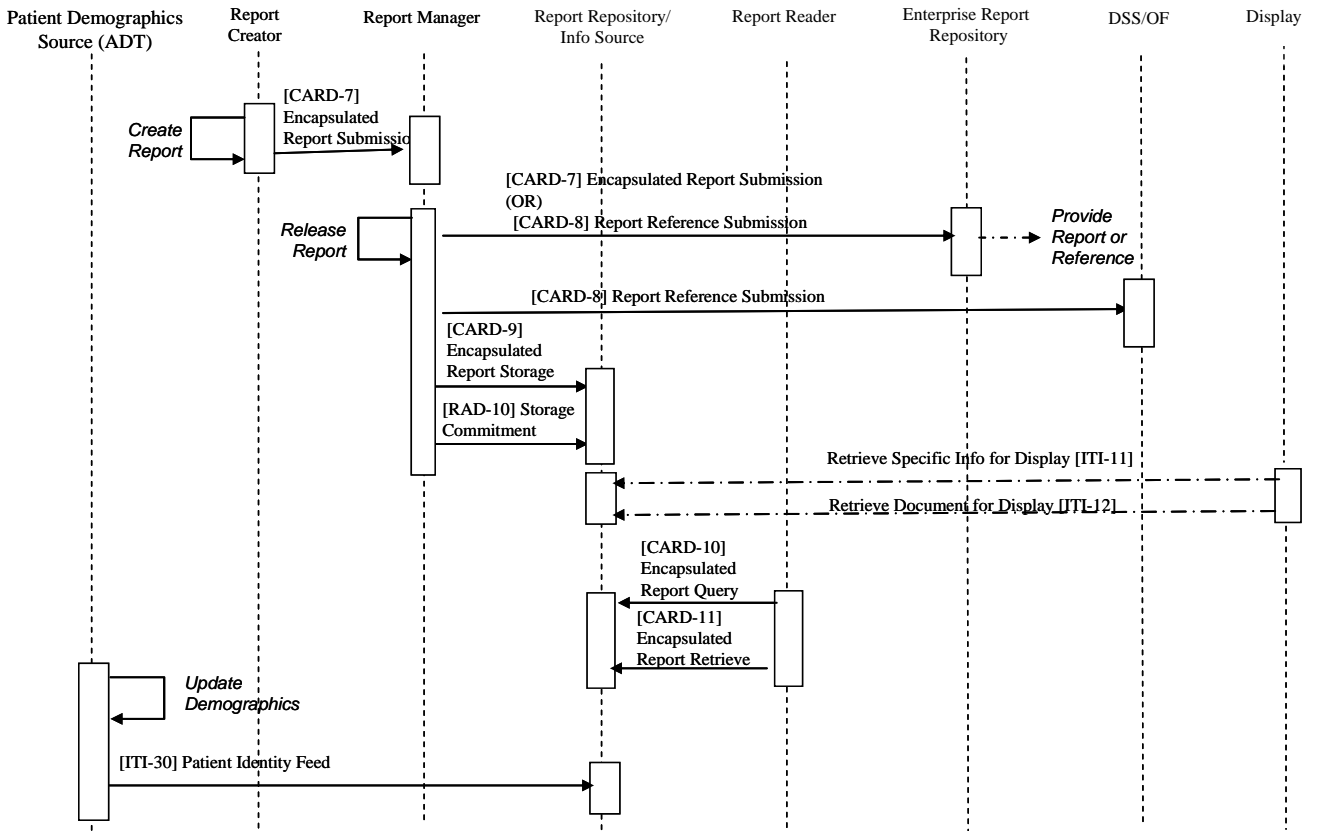 Patient Demographics
Source (ADT)
Report
Creator
Report Manager
Report Repository/
Info Source
Report Reader
Enterprise Report
Repository
DSS/OF
Display
[CARD-7]
Encapsulated
Report Submissio
Create
Report
[CARD-7] Encapsulated Report Submission
(OR)
[CARD-8] Report Reference Submission
Release
Report
Provide
Report or
Reference
[CARD-8] Report Reference Submission
[CARD-9]
Encapsulated
Report Storage
[RAD-10] Storage
Commitment
Retrieve Specific Info for Display [ITI-11]
Retrieve Document for Display [ITI-12]
[CARD-10]
Encapsulated
Report Query
[CARD-11]
Encapsulated
Report Retrieve
Update
Demographics
[ITI-30] Patient Identity Feed